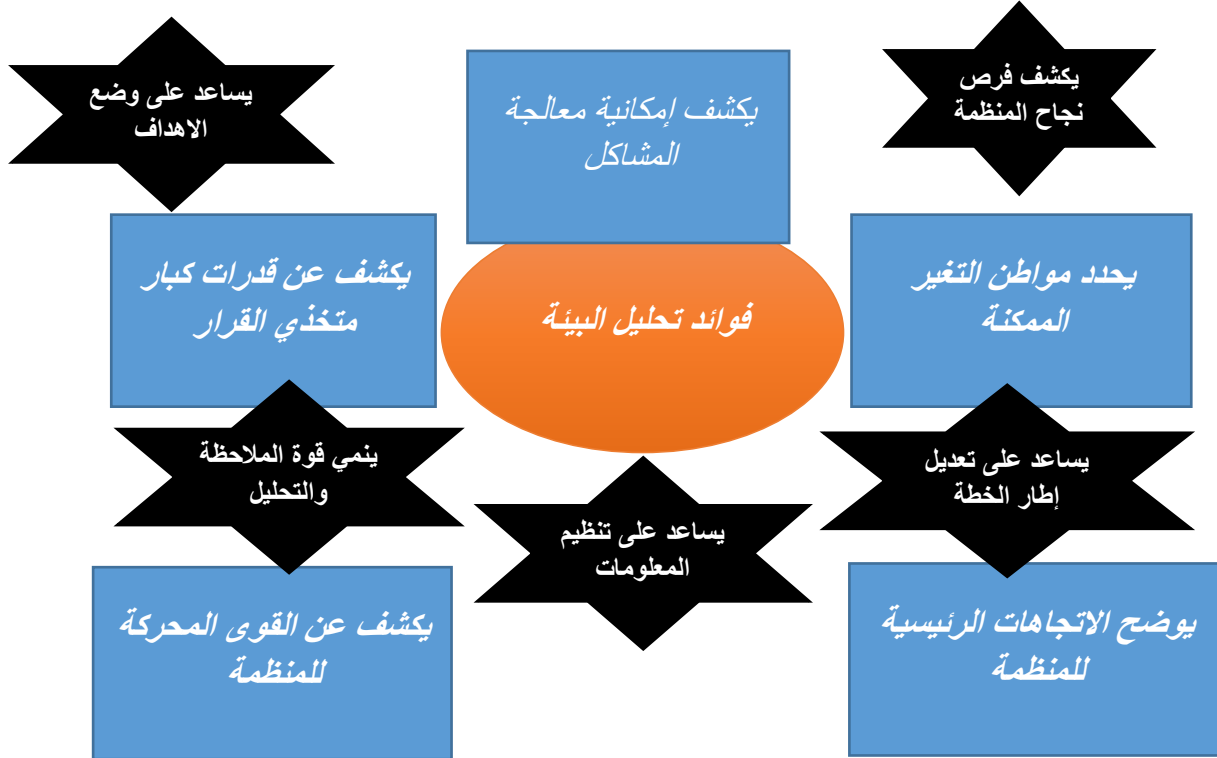 يكشف فرص
نجاح المنظمة
يكشف إمكانية معالجة
المشاكل
يساعد على وضع
الاهداف
يحدد مواطن التغير
الممكنة
فوائد تحليل البيئة
يكشف عن قدرات كبار
متخذي القرار
يساعد على تعديل
إطار الخطة
يساعد على تنظيم
المعلومات
ينمي قوة الملاحظة
والتحليل
يوضح الاتجاهات الرئيسية
للمنظمة
يكشف عن القوى المحركة
للمنظمة